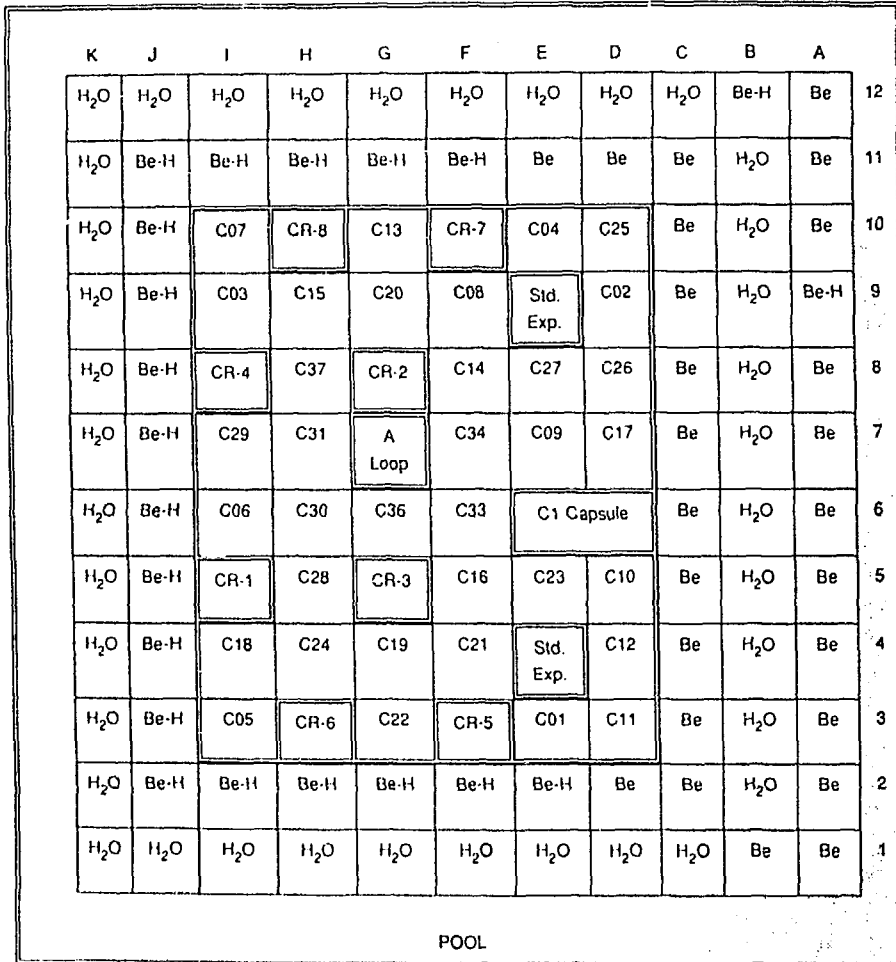 K J I H G F E D C B A
H₂O H₂O H₂O H₂O H₂O H₂O H₂O H₂O H₂O Be-H Be 12
H₂O Be-H Be-H Be-H Be-H Be-H Be Be Be H₂O Be 11
H₂O Be-H C07 CR-8 C13 CR-7 C04 C25 Be H₂O Be 10
H₂O Be-H C03 C15 C20 C08 Std. Exp. C02 Be H₂O Be-H 9
H₂O Be-H CR-4 C37 CR-2 C14 C27 C26 Be H₂O Be 8
H₂O Be-H C29 C31 A Loop C34 C09 C17 Be H₂O Be 7
H₂O Be-H C06 C30 C36 C33 C1 Capsule Be H₂O Be 6
H₂O Be-H CR-1 C28 CR-3 C16 C23 C10 Be H₂O Be 5
H₂O Be-H C18 C24 C19 C21 Std. Exp. C12 Be H₂O Be 4
H₂O Be-H C05 CR-6 C22 CR-5 C01 C11 Be H₂O Be 3
H₂O Be-H Be-H Be-H Be-H Be-H Be-H Be Be H₂O Be 2
H₂O H₂O H₂O H₂O H₂O H₂O H₂O H₂O H₂O Be Be 1
POOL